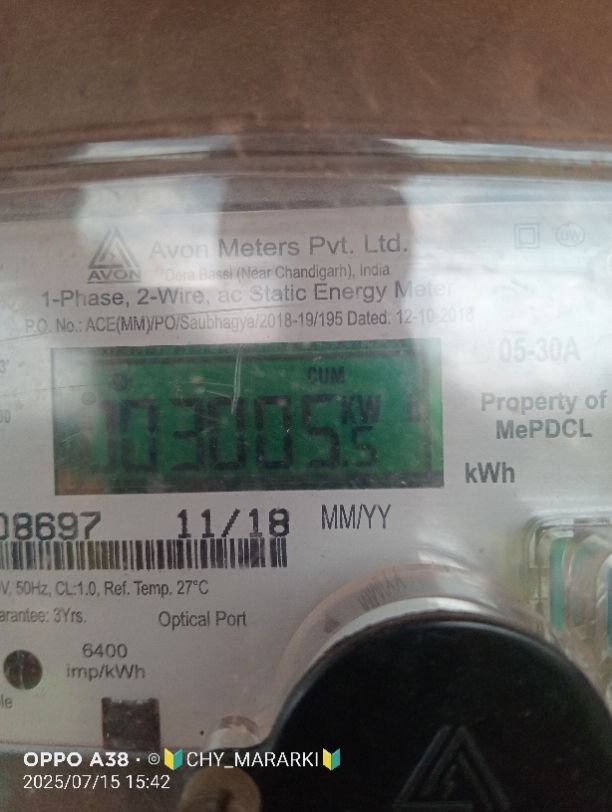 AVON
Avon Meters Pvt. Ltd.
Dera Bassi (Near Chandigarh), India
1-Phase, 2-Wire, ac Static Energy Meter
P.O. No.: ACE(MM)/PO/Saubhagya/2018-19/195 Dated: 12-10-2018
05-30A
CUM
KW
003005.5
Property of
MePDCL
kWh
08697 11/18 MM/YY
V, 50Hz, CL:1.0, Ref. Temp. 27°C
arantee: 3Yrs.
Optical Port
6400
imp/kWh
OPPO A38 · ©🔰CHY_MARARKI🔰
2025/07/15 15:42